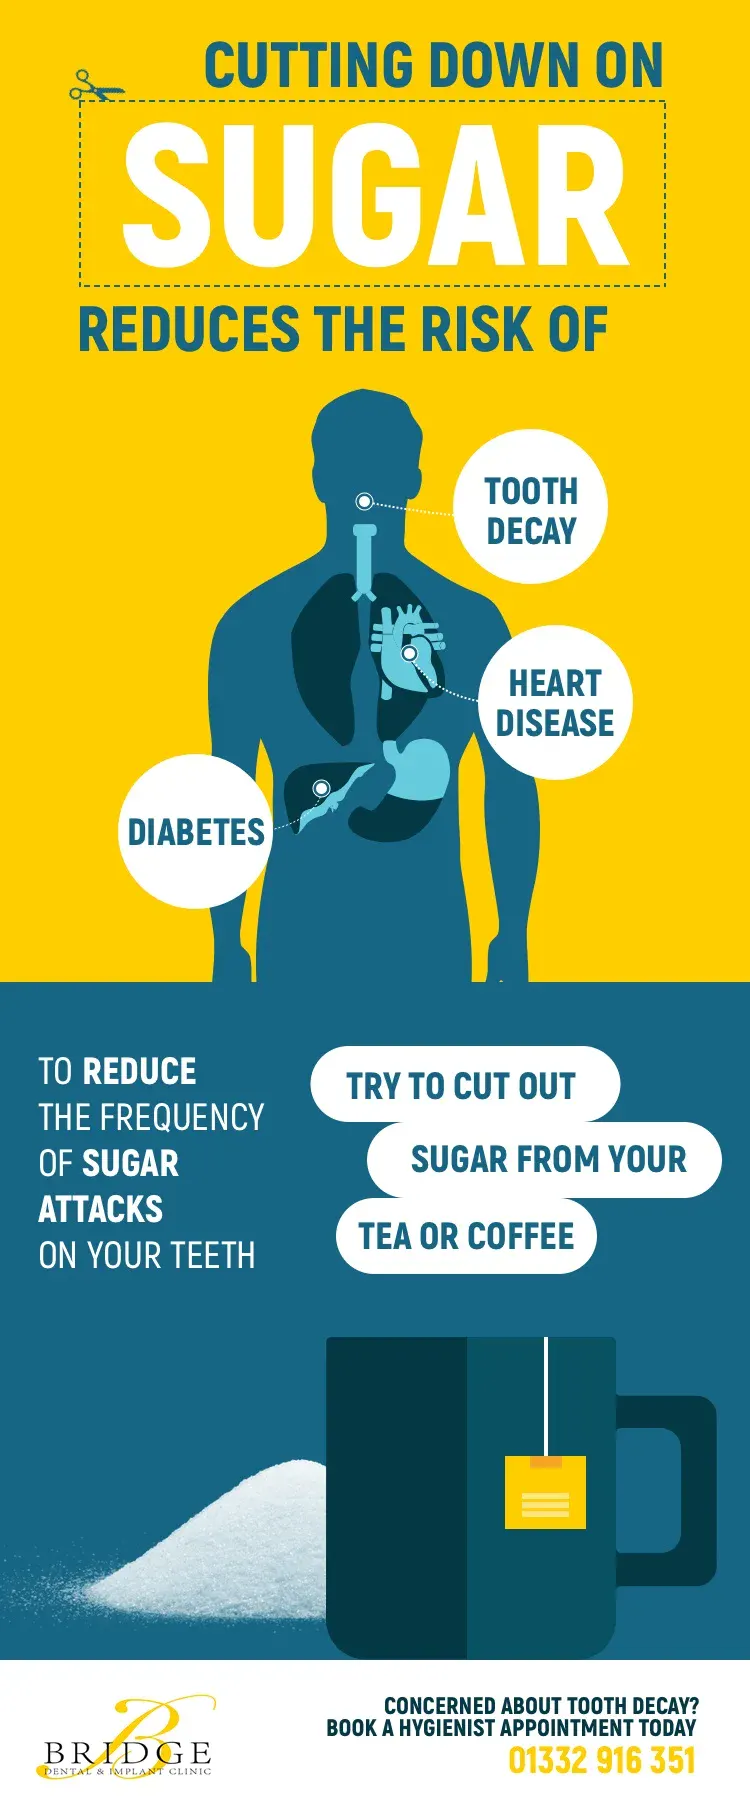 CUTTING DOWN ON
SUGAR
REDUCES THE RISK OF
TOOTH
DECAY
HEART
DISEASE
DIABETES
TO REDUCE
THE FREQUENCY
OF SUGAR
ATTACKS
ON YOUR TEETH
TRY TO CUT OUT
SUGAR FROM YOUR
TEA OR COFFEE
B
BRIDGE
DENTAL & IMPLANT CLINIC
CONCERNED ABOUT TOOTH DECAY?
BOOK A HYGIENIST APPOINTMENT TODAY
01332 916 351